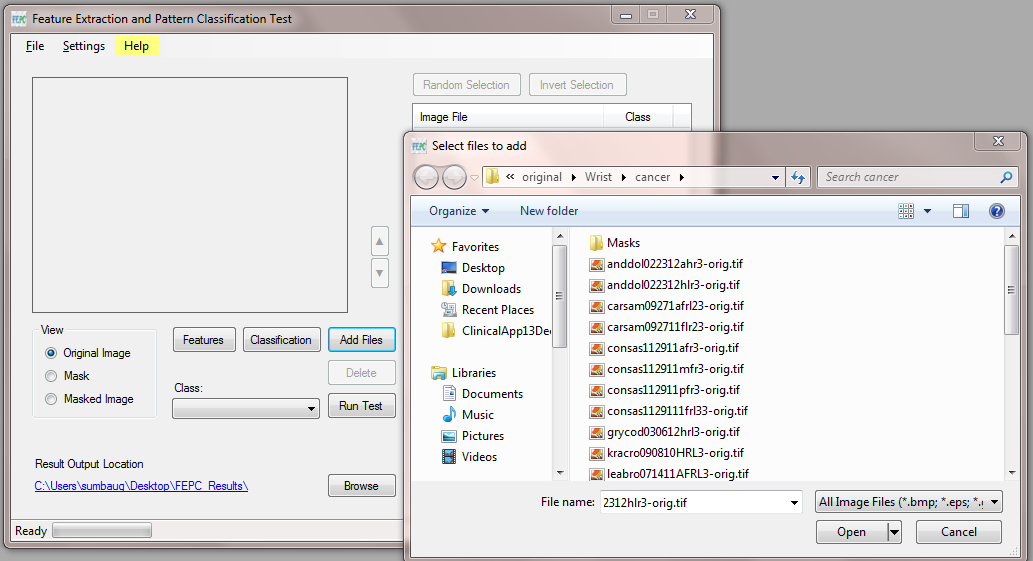 FEPC Feature Extraction and Pattern Classification Test
File Settings Help
Random Selection Invert Selection
Image File Class
FEPC Select files to add
« original Wrist cancer
Search cancer
Organize New folder
Favorites
Desktop
Downloads
Recent Places
ClinicalApp13De
Libraries
Documents
Music
Pictures
Videos
Masks
anddol022312ahr3-orig.tif
anddol022312hlr3-orig.tif
carsam09271afrl23-orig.tif
carsam092711flr23-orig.tif
consas112911afr3-orig.tif
consas112911mfr3-orig.tif
consas112911pfr3-orig.tif
consas1129111frl33-orig.tif
grycod030612hrl3-orig.tif
kracro090810HRL3-orig.tif
leabro071411AFRL3-orig.tif
File name: 2312hlr3-orig.tif
All Image Files (*.bmp; *.eps; *.
Open Cancel
View
Original Image
Mask
Masked Image
Features Classification Add Files
Delete
Class:
Run Test
Result Output Location
C:\Users\sumbaug\Desktop\FEPC_Results\
Browse
Ready